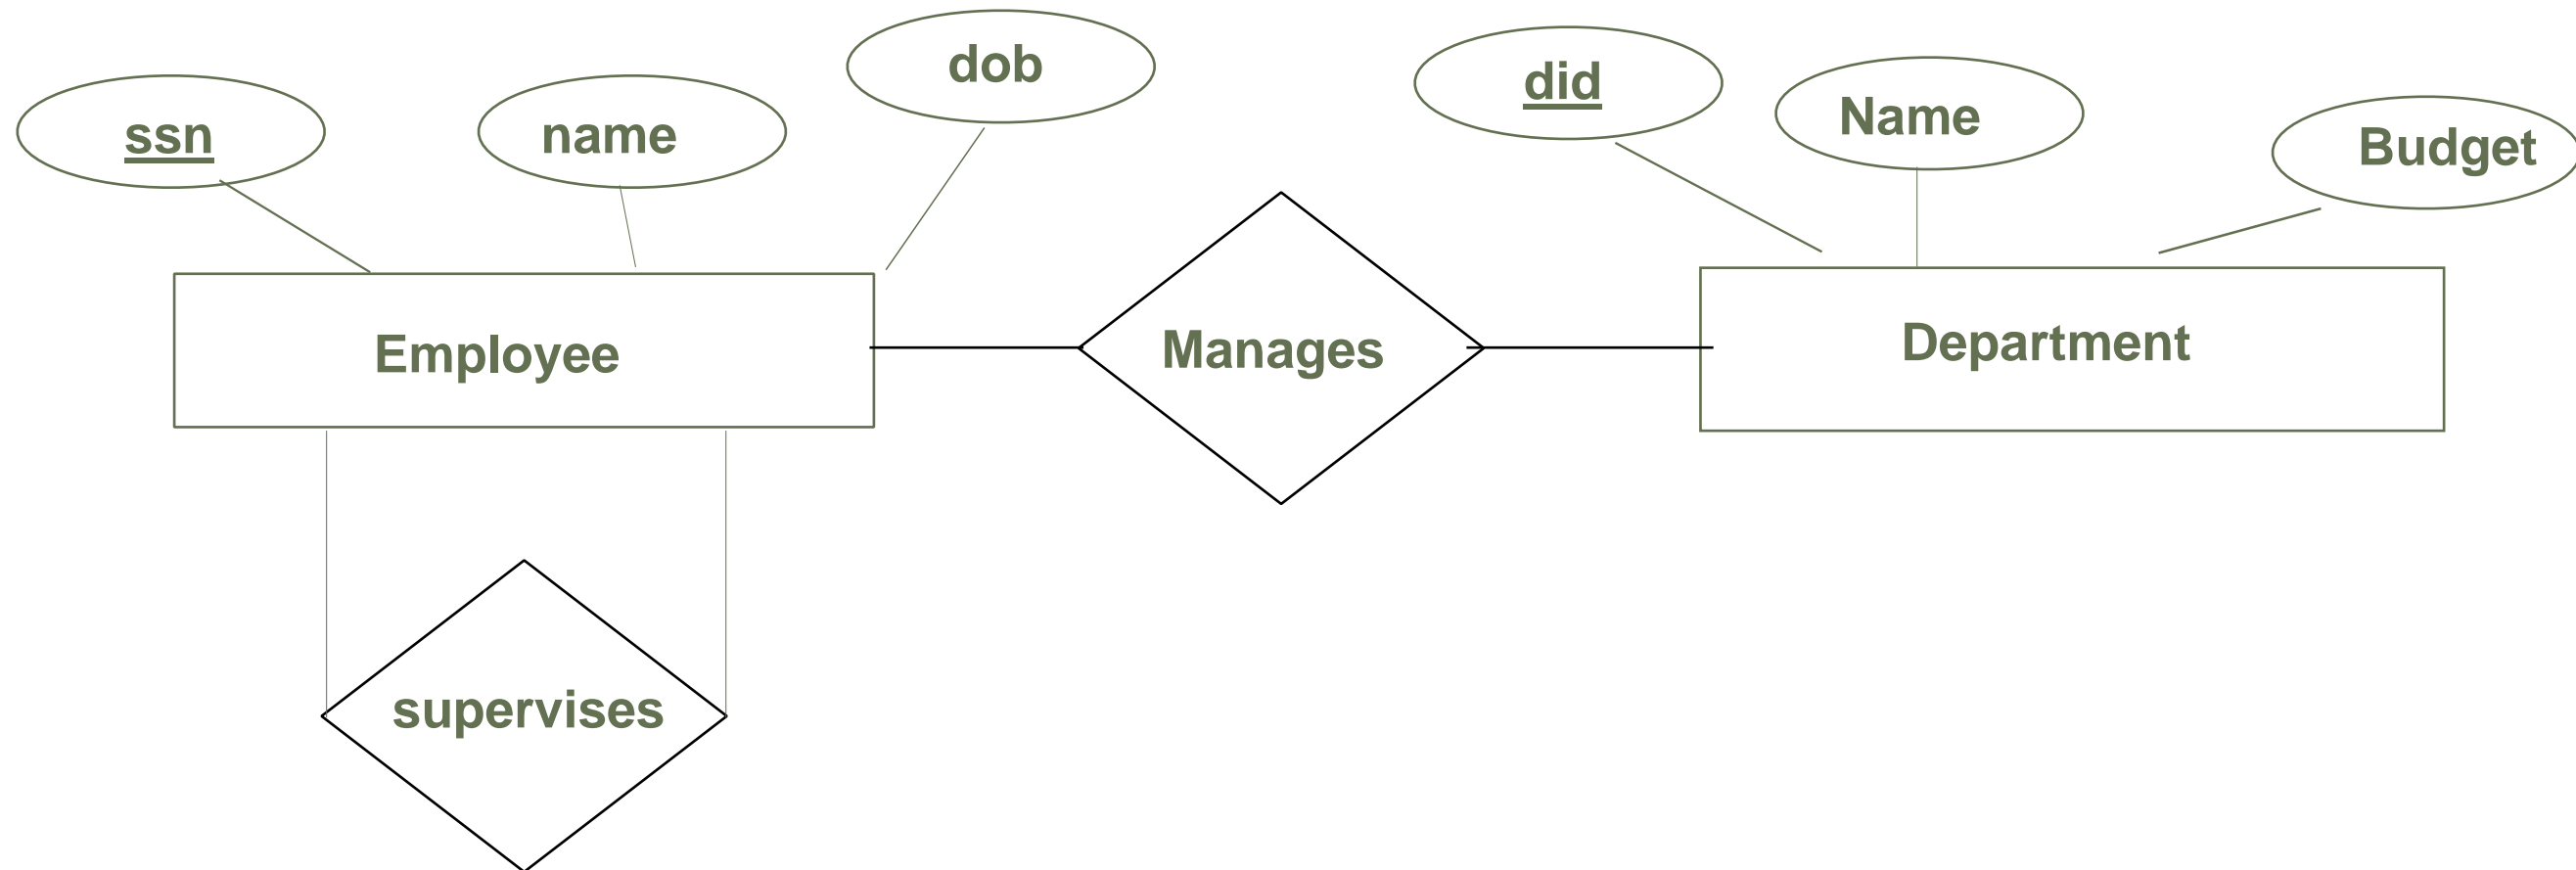 ssn
name
dob
did
Name
Budget
Employee
Manages
Department
supervises